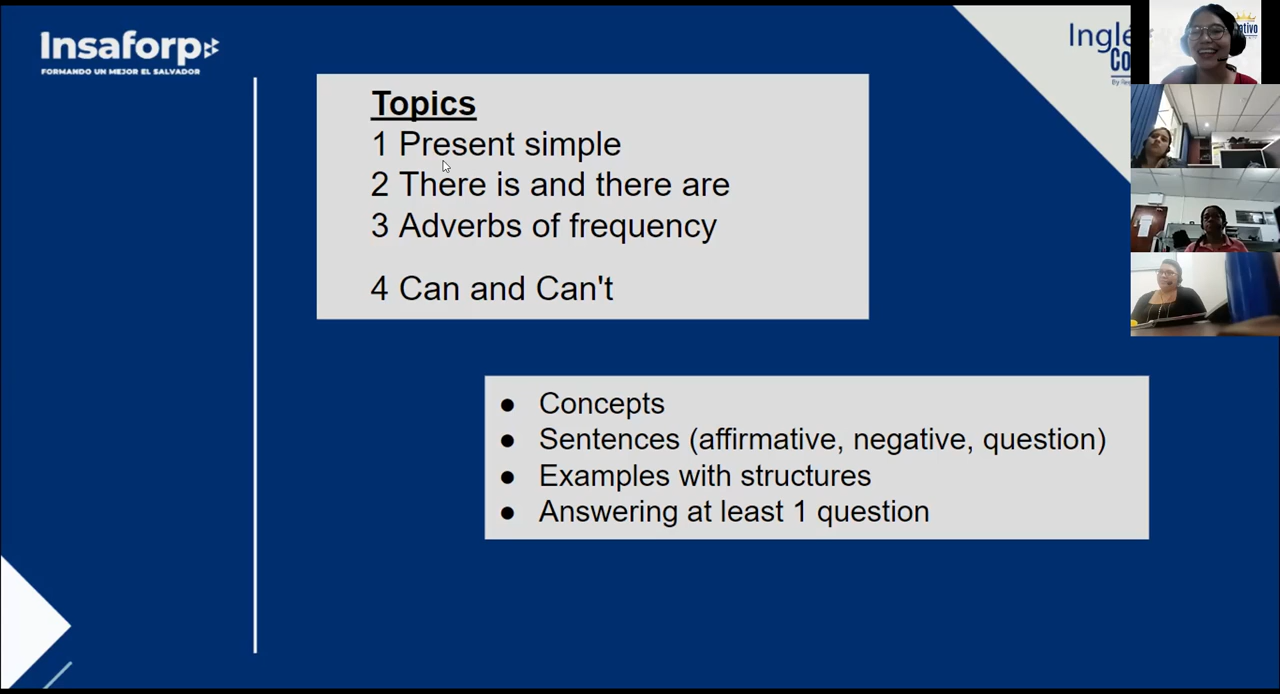 Insaforp
FORMANDO UN MEJOR EL SALVADOR
Topics
1 Present simple
2 There is and there are
3 Adverbs of frequency
4 Can and Can't
● Concepts
● Sentences (affirmative, negative, question)
● Examples with structures
● Answering at least 1 question